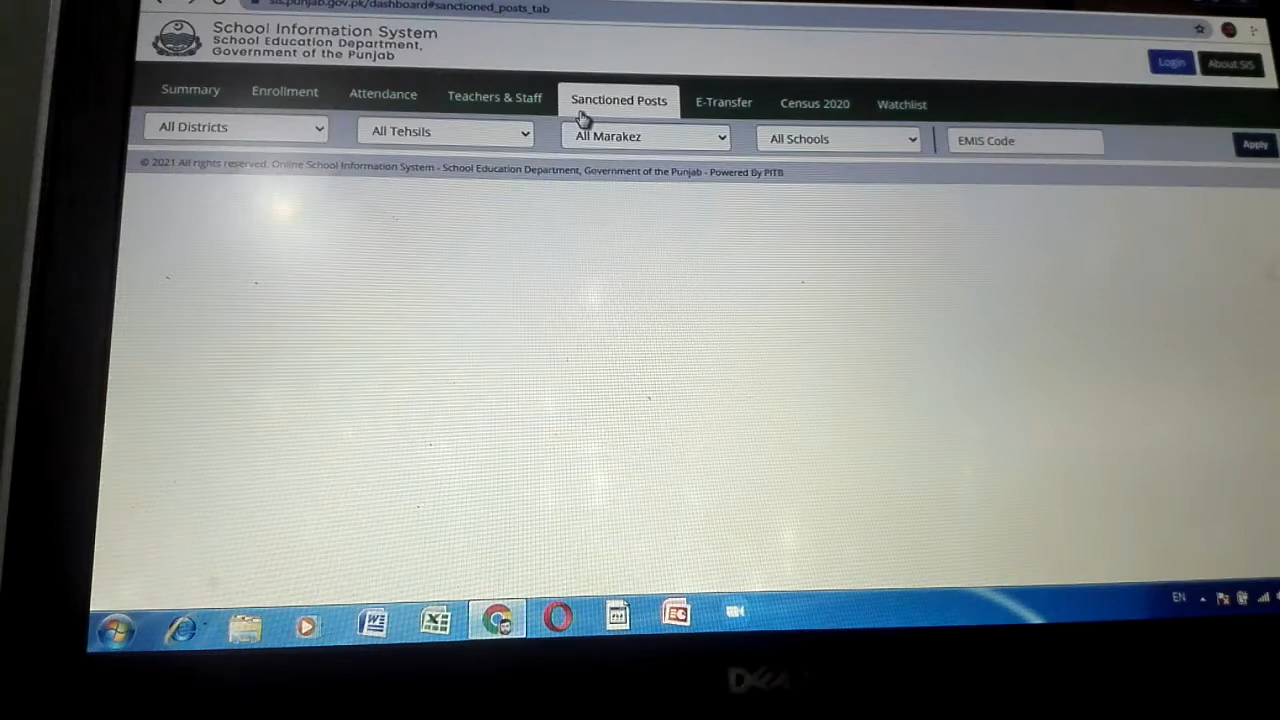 sis.punjab.gov.pk/dashboard#sanctioned_posts_tab
School Information System
School Education Department,
Government of the Punjab
Login
About SIS
Summary
Enrollment
Attendance
Teachers & Staff
Sanctioned Posts
E-Transfer
Census 2020
Watchlist
All Districts
All Tehsils
All Marakez
All Schools
EMIS Code
Apply
© 2021 All rights reserved. Online School Information System - School Education Department, Government of the Punjab - Powered By PITB
EN
DELL